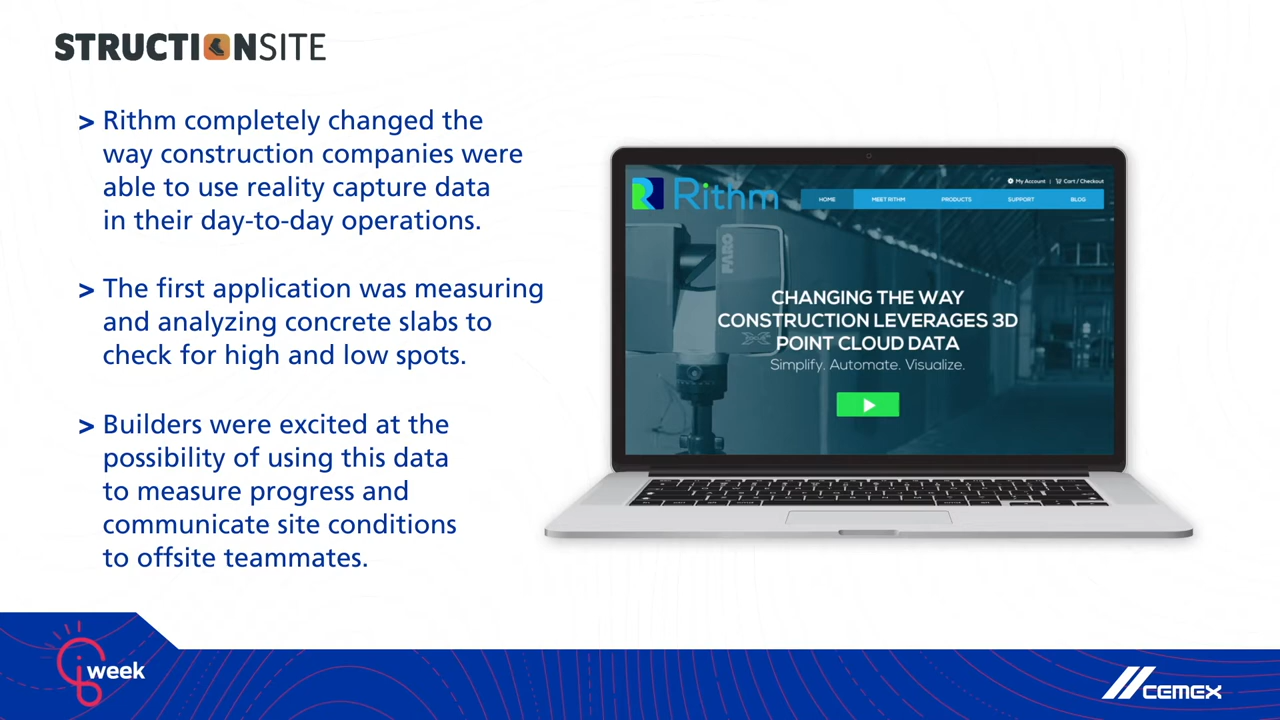 STRUCTIONSITE
> Rithm completely changed the
way construction companies were
able to use reality capture data
in their day-to-day operations.
> The first application was measuring
and analyzing concrete slabs to
check for high and low spots.
> Builders were excited at the
possibility of using this data
to measure progress and
communicate site conditions
to offsite teammates.
Rithm
My Account | Cart / Checkout
HOME MEET RITHM PRODUCTS SUPPORT BLOG
FARO
CHANGING THE WAY
CONSTRUCTION LEVERAGES 3D
POINT CLOUD DATA
Simplify. Automate. Visualize.
iweek
CEMEX